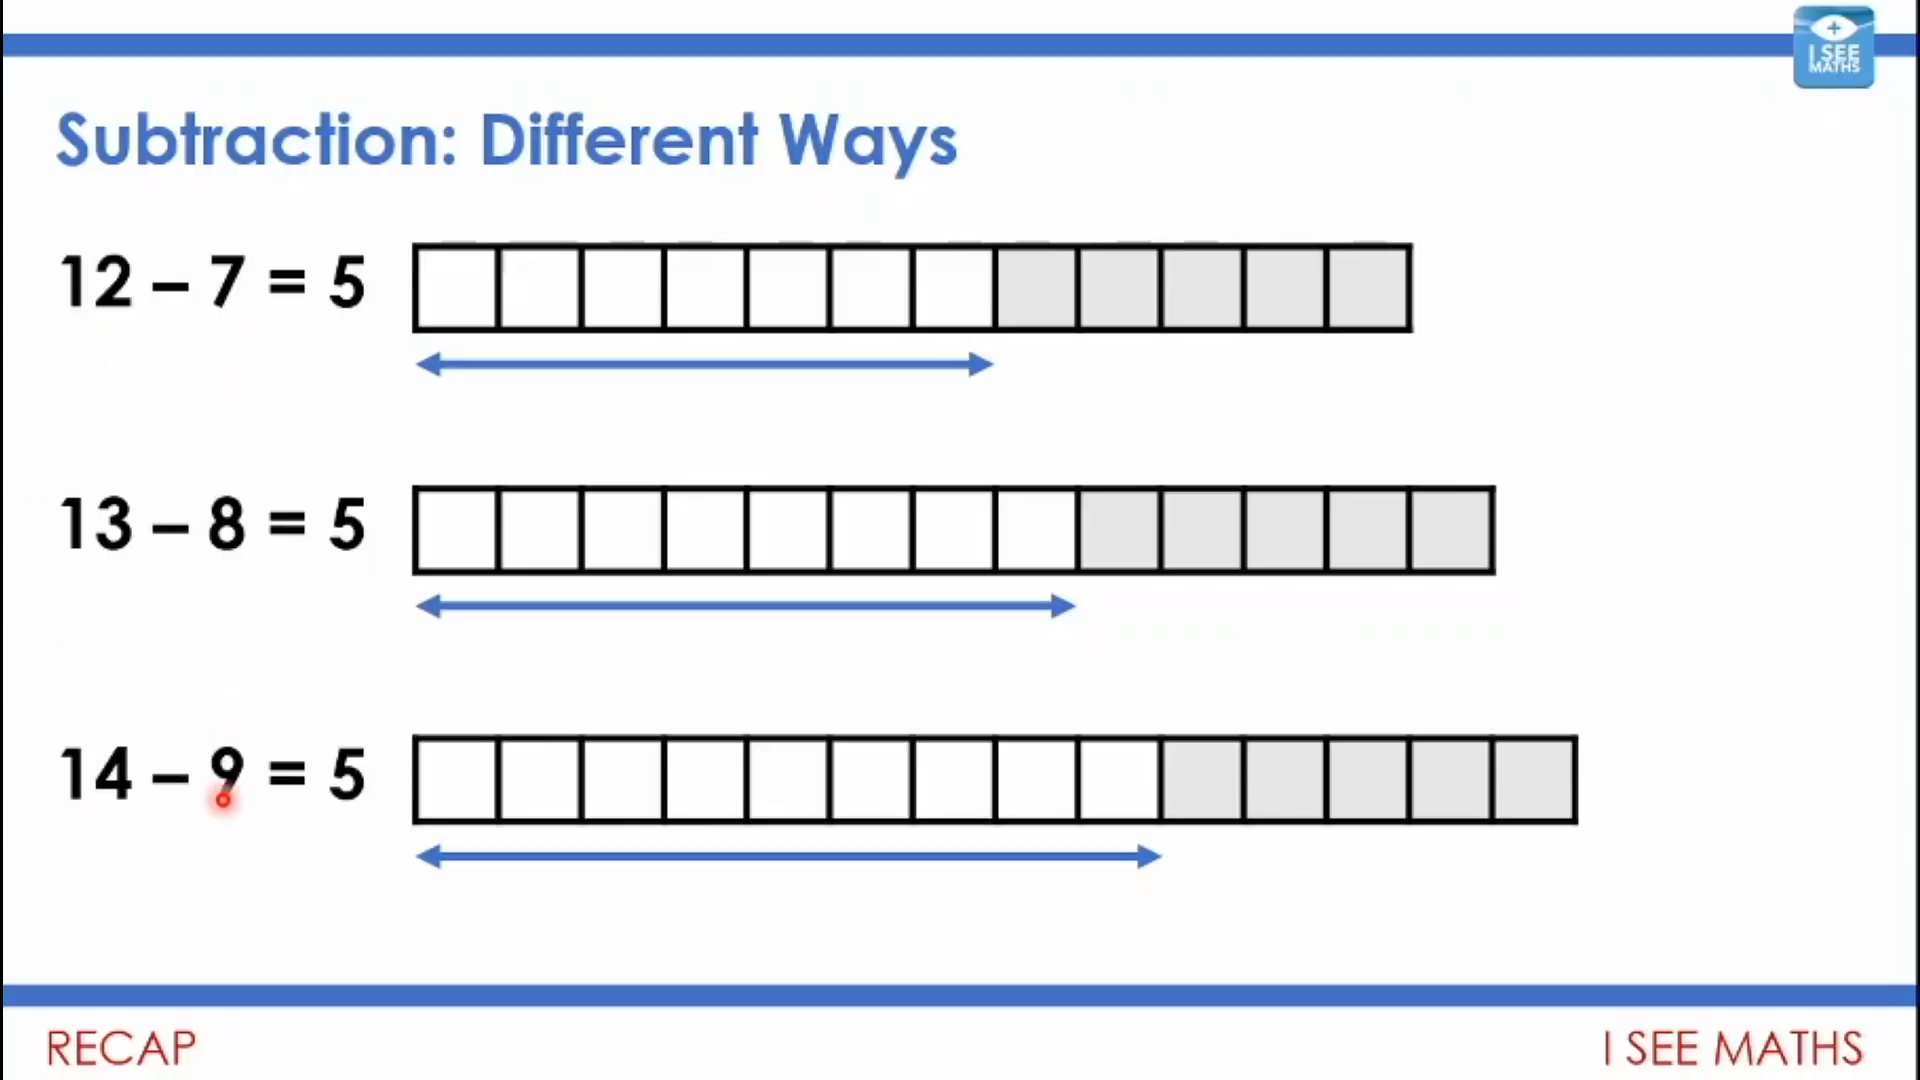 I SEE
MATHS
Subtraction: Different Ways
12 – 7 = 5
13 – 8 = 5
14 – 9 = 5
RECAP
I SEE MATHS